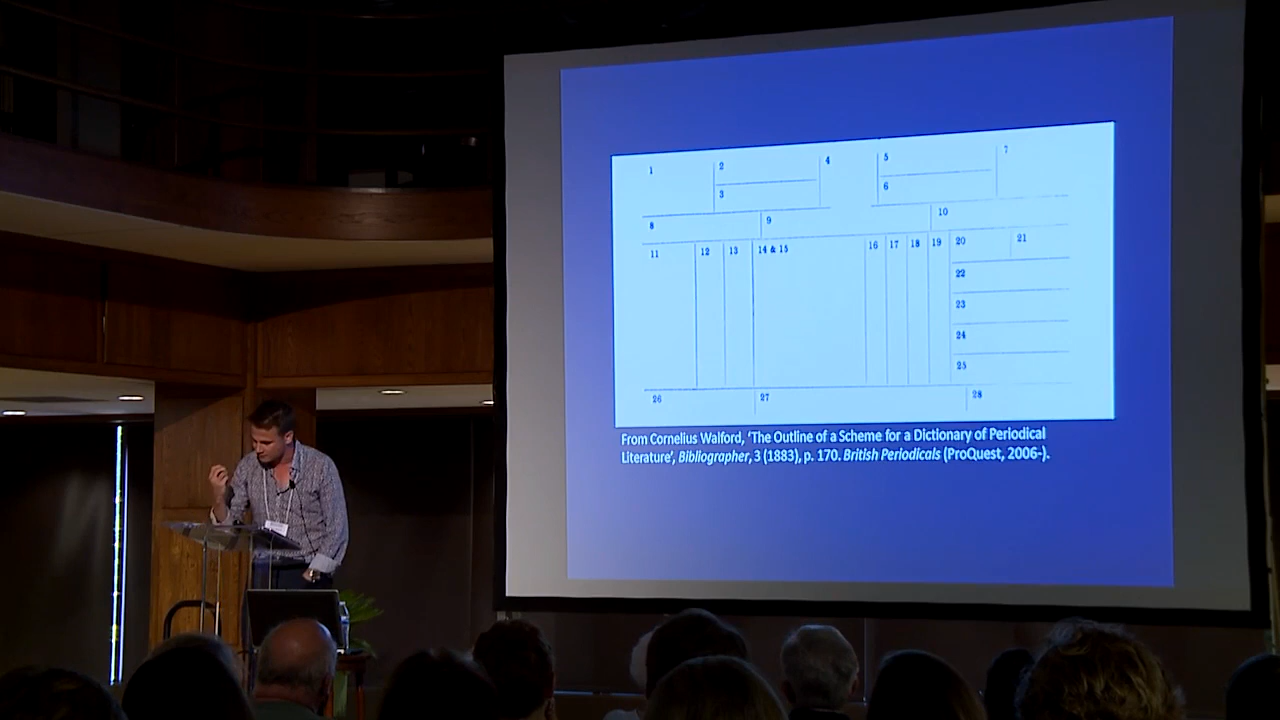 1 2 4 5 7
3 6
8 9 10
11 12 13 14 & 15 16 17 18 19 20 21
22
23
24
25
26 27 28
From Cornelius Walford, ‘The Outline of a Scheme for a Dictionary of Periodical
Literature’, Bibliographer, 3 (1883), p. 170. British Periodicals (ProQuest, 2006-).